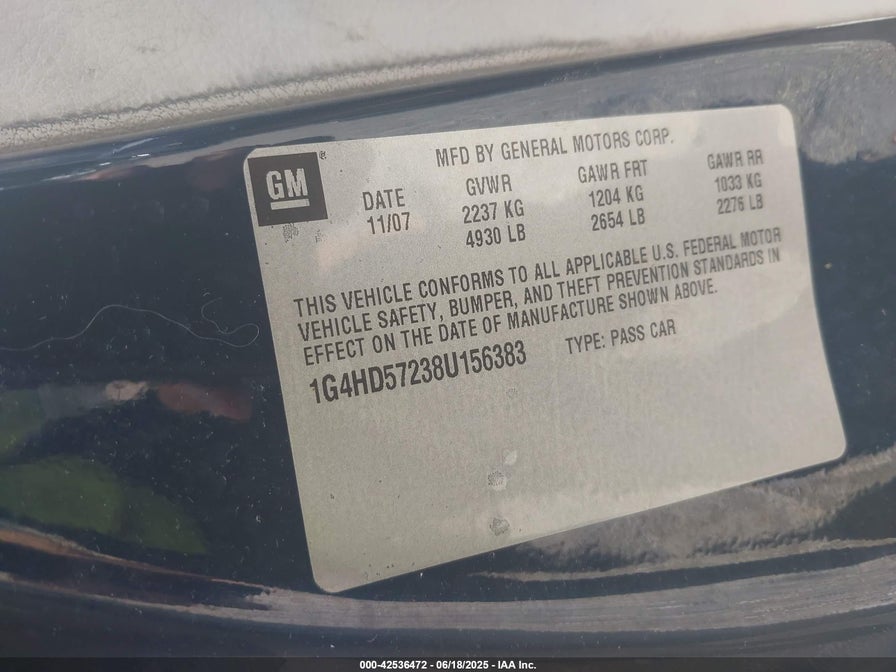 MFD BY GENERAL MOTORS CORP.
GM
DATE GVWR GAWR FRT GAWR RR
11/07 2237 KG 1204 KG 1033 KG
4930 LB 2654 LB 2276 LB
THIS VEHICLE CONFORMS TO ALL APPLICABLE U.S. FEDERAL MOTOR
VEHICLE SAFETY, BUMPER, AND THEFT PREVENTION STANDARDS IN
EFFECT ON THE DATE OF MANUFACTURE SHOWN ABOVE.
1G4HD57238U156383 TYPE: PASS CAR
000-42536472 - 06/18/2025 - IAA Inc.